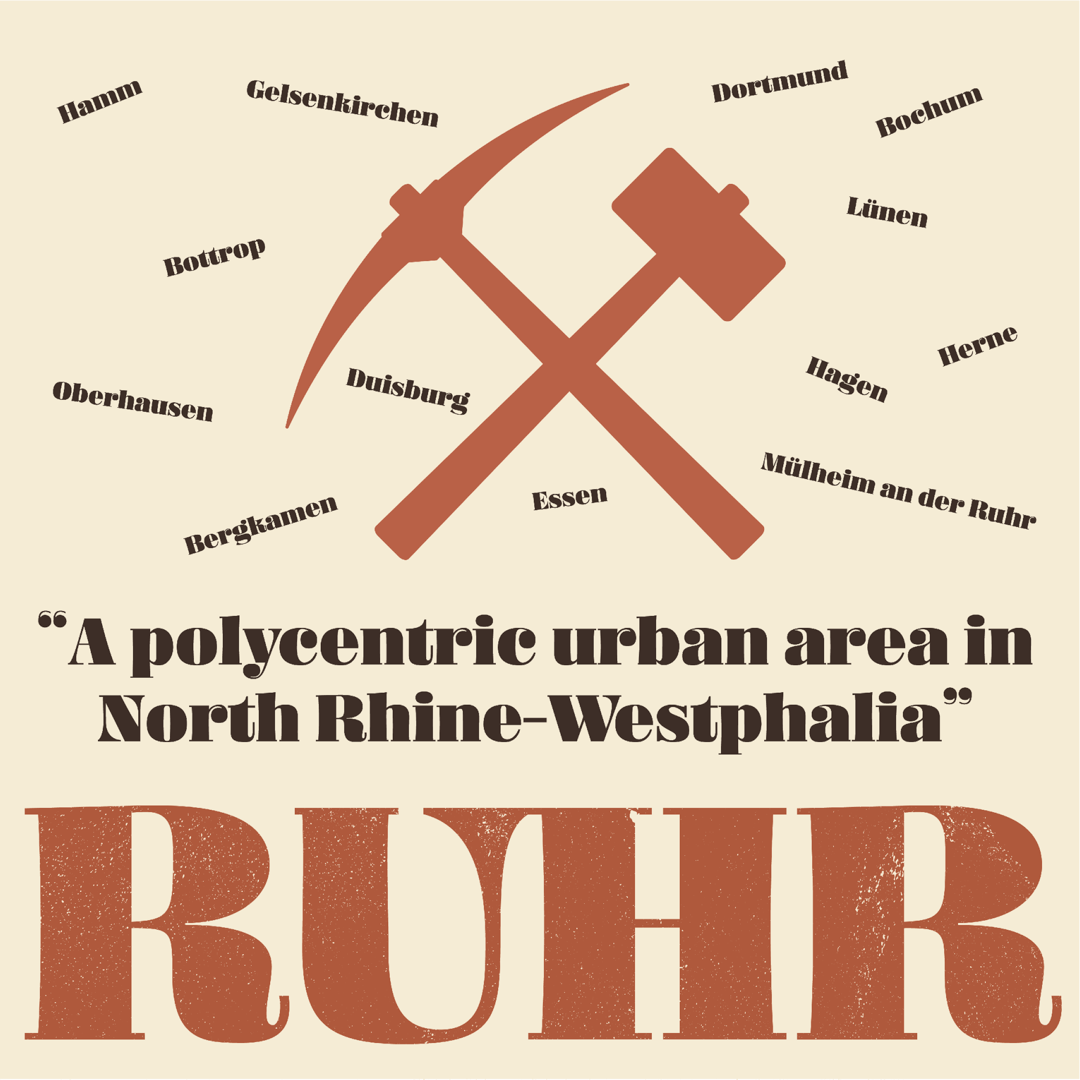 Hamm
Gelsenkirchen
Dortmund
Bochum
Lünen
Bottrop
Herne
Hagen
Duisburg
Oberhausen
Mülheim an der Ruhr
Essen
Bergkamen
“A polycentric urban area in
North Rhine-Westphalia”
RUHR